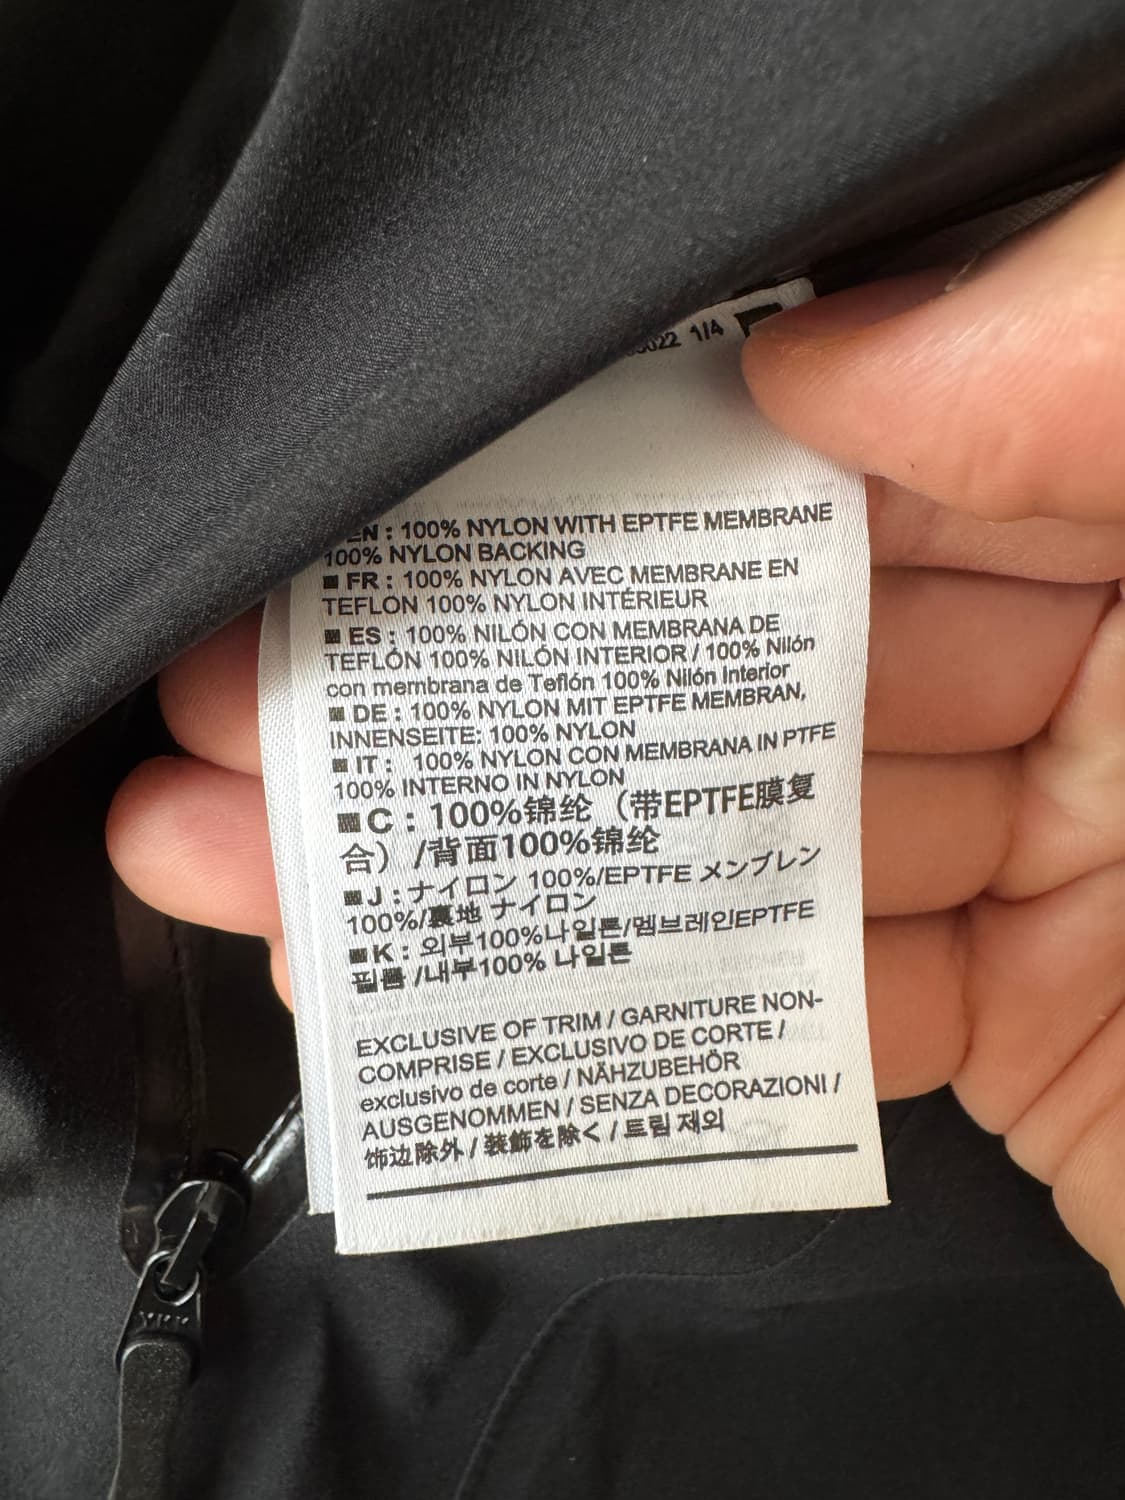 1/4
EN : 100% NYLON WITH EPTFE MEMBRANE
100% NYLON BACKING
■ FR : 100% NYLON AVEC MEMBRANE EN
TEFLON 100% NYLON INTÉRIEUR
■ ES : 100% NILÓN CON MEMBRANA DE
TEFLÓN 100% NILÓN INTERIOR / 100% Nilón
con membrana de Teflón 100% Nilón Interior
■ DE : 100% NYLON MIT EPTFE MEMBRAN,
INNENSEITE: 100% NYLON
■ IT : 100% NYLON CON MEMBRANA IN PTFE
100% INTERNO IN NYLON
■ C : 100%锦纶（带EPTFE膜复
合）/背面100%锦纶
■ J : ナイロン 100%/EPTFE メンブレン
100%/裏地 ナイロン
■ K : 외부100%나일론/멤브레인EPTFE
필름 /내부100% 나일론
EXCLUSIVE OF TRIM / GARNITURE NON-
COMPRISE / EXCLUSIVO DE CORTE /
exclusivo de corte / NÄHZUBEHÖR
AUSGENOMMEN / SENZA DECORAZIONI /
饰边除外 / 装飾を除く / 트림 제외
YKK